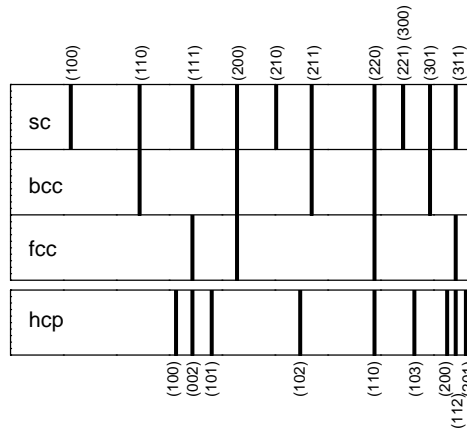 (100) (110) (111) (200) (210) (211) (220) (221) (300) (301) (311)
sc
bcc
fcc
hcp
(100) (002) (101) (102) (110) (103) (200) (112) (201)